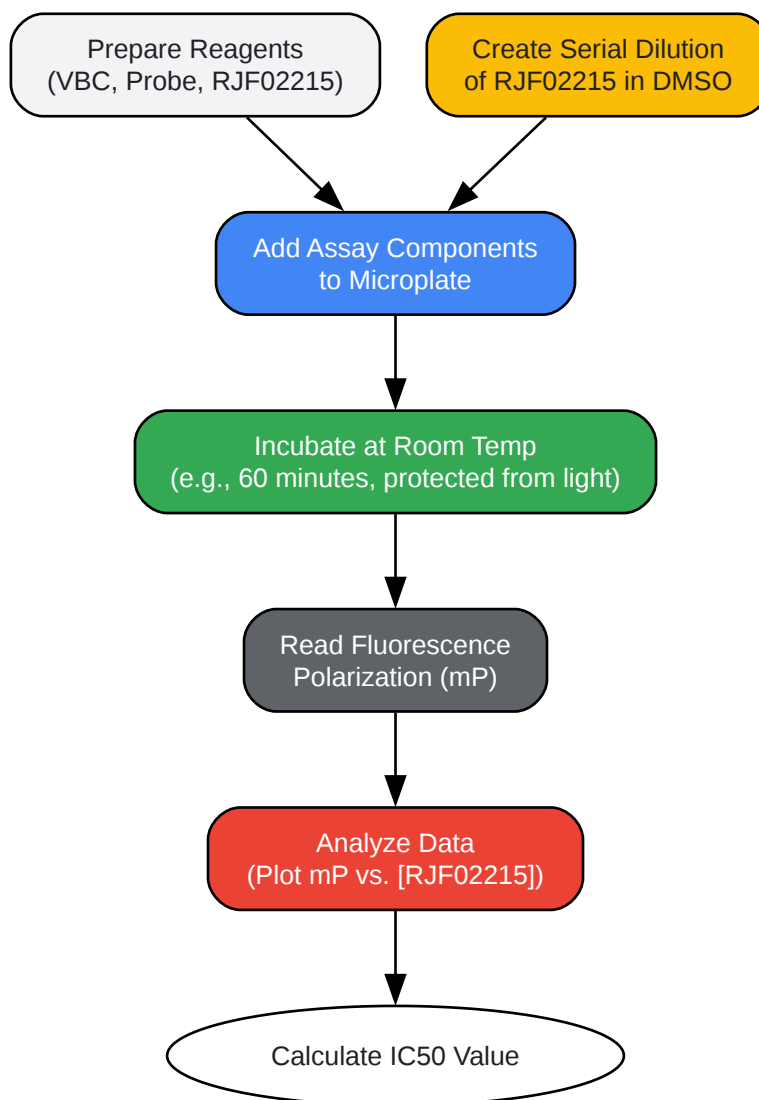 Prepare Reagents
(VBC, Probe, RJF02215)
Create Serial Dilution
of RJF02215 in DMSO
Add Assay Components
to Microplate
Incubate at Room Temp
(e.g., 60 minutes, protected from light)
Read Fluorescence
Polarization (mP)
Analyze Data
(Plot mP vs. [RJF02215])
Calculate IC50 Value